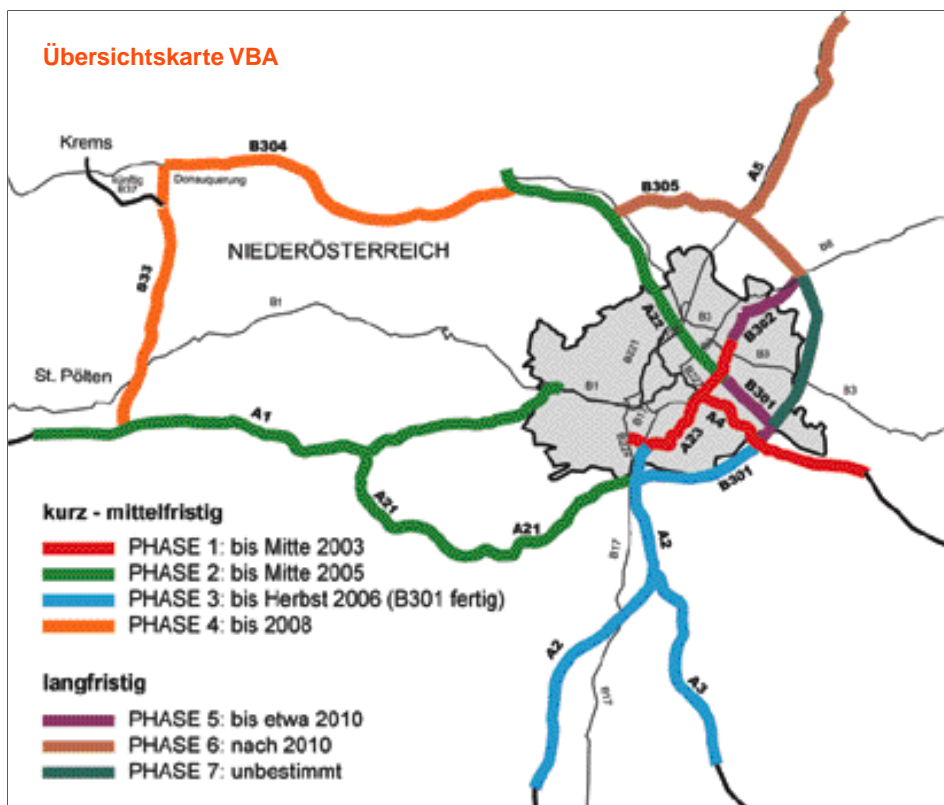 Übersichtskarte VBA
Krems
künftig
B37
Donauquerung
B304
B305
A5
B8
NIEDERÖSTERREICH
B33
B1
A22
B3
B302
B221
B3
B3
St. Pölten
B1
B301
A1
A4
A23
B301
A21
A21
B17
A2
A2
B17
A3
kurz - mittelfristig
PHASE 1: bis Mitte 2003
PHASE 2: bis Mitte 2005
PHASE 3: bis Herbst 2006 (B301 fertig)
PHASE 4: bis 2008
langfristig
PHASE 5: bis etwa 2010
PHASE 6: nach 2010
PHASE 7: unbestimmt